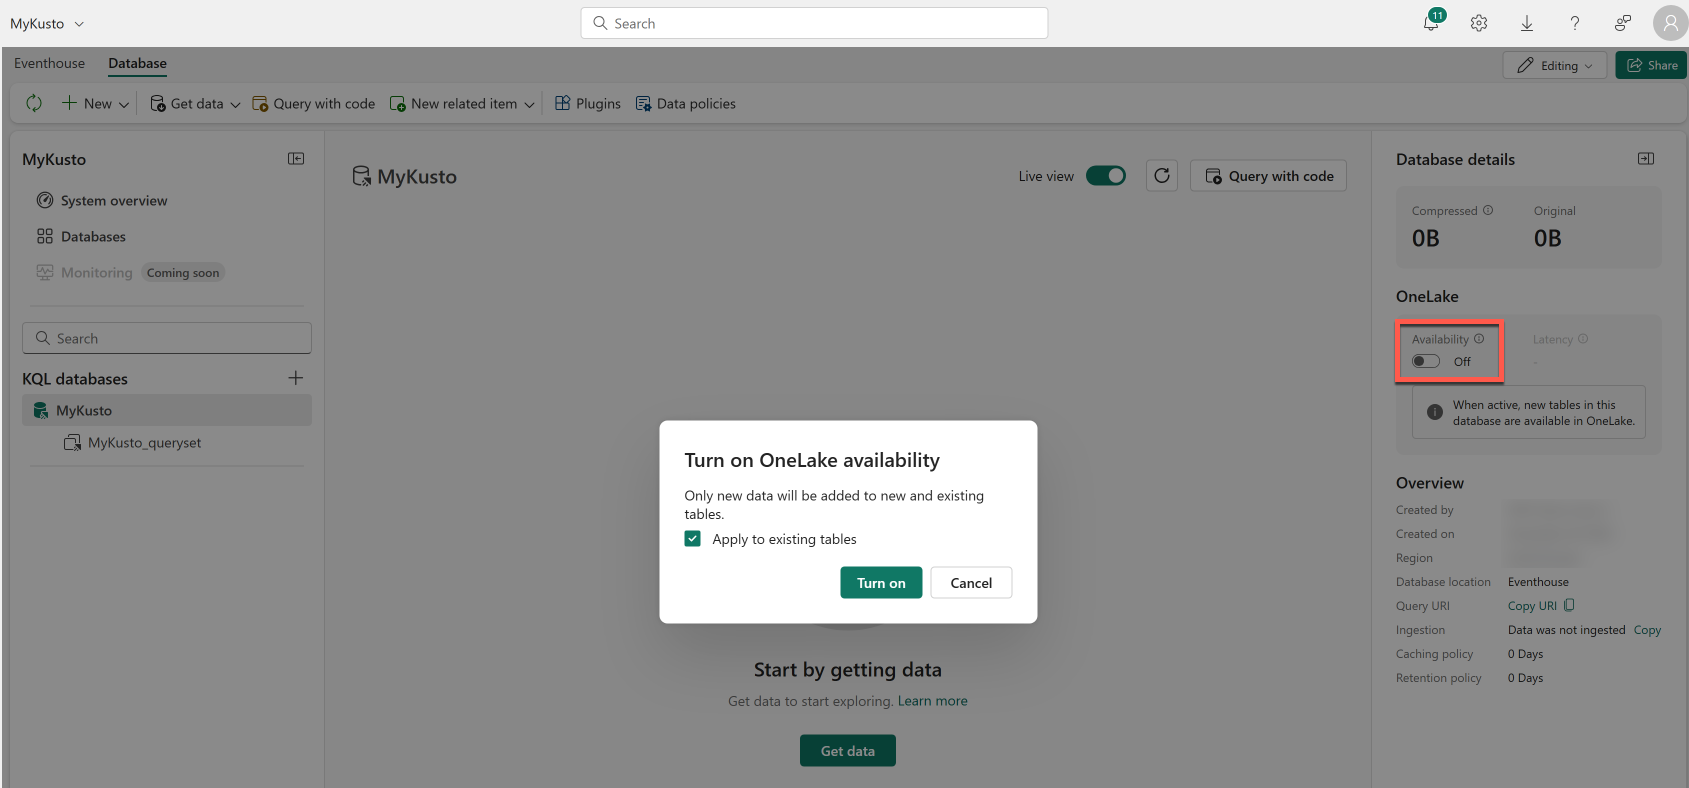 MyKusto
Search
11
Eventhouse
Database
Editing
Share
New
Get data
Query with code
New related item
Plugins
Data policies
MyKusto
System overview
Databases
Monitoring
Coming soon
Search
KQL databases
MyKusto
MyKusto_queryset
MyKusto
Live view
Query with code
Turn on OneLake availability
Only new data will be added to new and existing
tables.
Apply to existing tables
Turn on
Cancel
Start by getting data
Get data to start exploring. Learn more
Get data
Database details
Compressed
Original
0B
0B
OneLake
Availability
Latency
Off
-
When active, new tables in this
database are available in OneLake.
Overview
Created by
Created on
Region
Database location Eventhouse
Query URI Copy URI
Ingestion Data was not ingested Copy
Caching policy 0 Days
Retention policy 0 Days